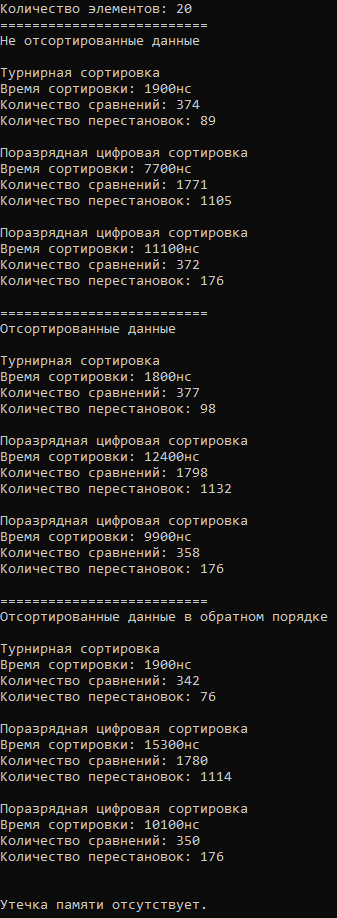 Количество элементов: 20
==========================
Не отсортированные данные
Турнирная сортировка
Время сортировки: 1900нс
Количество сравнений: 374
Количество перестановок: 89
Поразрядная цифровая сортировка
Время сортировки: 7700нс
Количество сравнений: 1771
Количество перестановок: 1105
Поразрядная цифровая сортировка
Время сортировки: 11100нс
Количество сравнений: 372
Количество перестановок: 176
==========================
Отсортированные данные
Турнирная сортировка
Время сортировки: 1800нс
Количество сравнений: 377
Количество перестановок: 98
Поразрядная цифровая сортировка
Время сортировки: 12400нс
Количество сравнений: 1798
Количество перестановок: 1132
Поразрядная цифровая сортировка
Время сортировки: 9900нс
Количество сравнений: 358
Количество перестановок: 176
==========================
Отсортированные данные в обратном порядке
Турнирная сортировка
Время сортировки: 1900нс
Количество сравнений: 342
Количество перестановок: 76
Поразрядная цифровая сортировка
Время сортировки: 15300нс
Количество сравнений: 1780
Количество перестановок: 1114
Поразрядная цифровая сортировка
Время сортировки: 10100нс
Количество сравнений: 350
Количество перестановок: 176
Утечка памяти отсутствует.